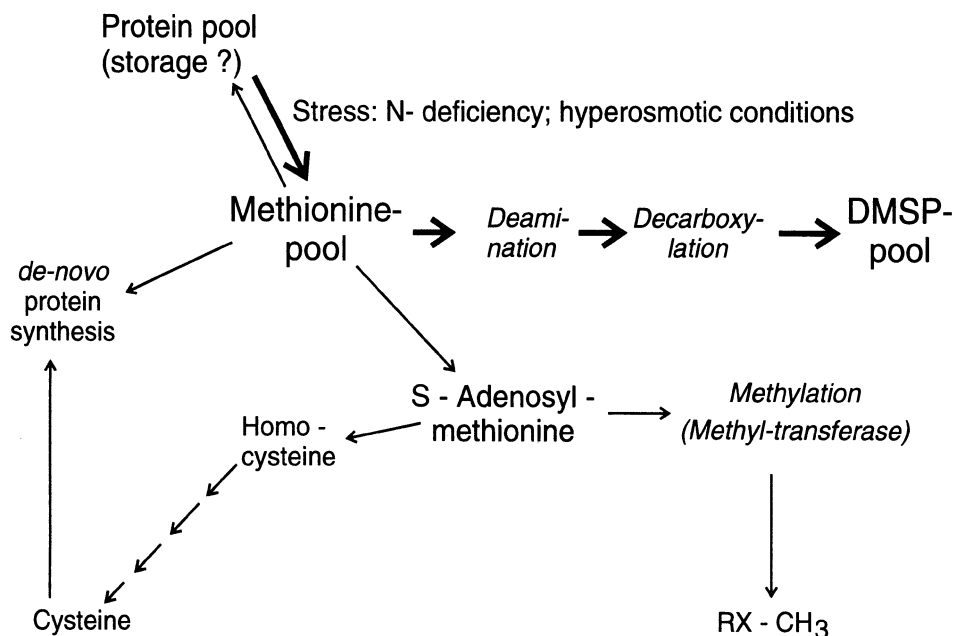 Protein pool
(storage ?)
Stress: N- deficiency; hyperosmotic conditions
Methionine-
pool
Deami-
nation
Decarboxy-
lation
DMSP-
pool
de-novo
protein
synthesis
S - Adenosyl -
methionine
Methylation
(Methyl-transferase)
Homo -
cysteine
Cysteine
RX - CH3